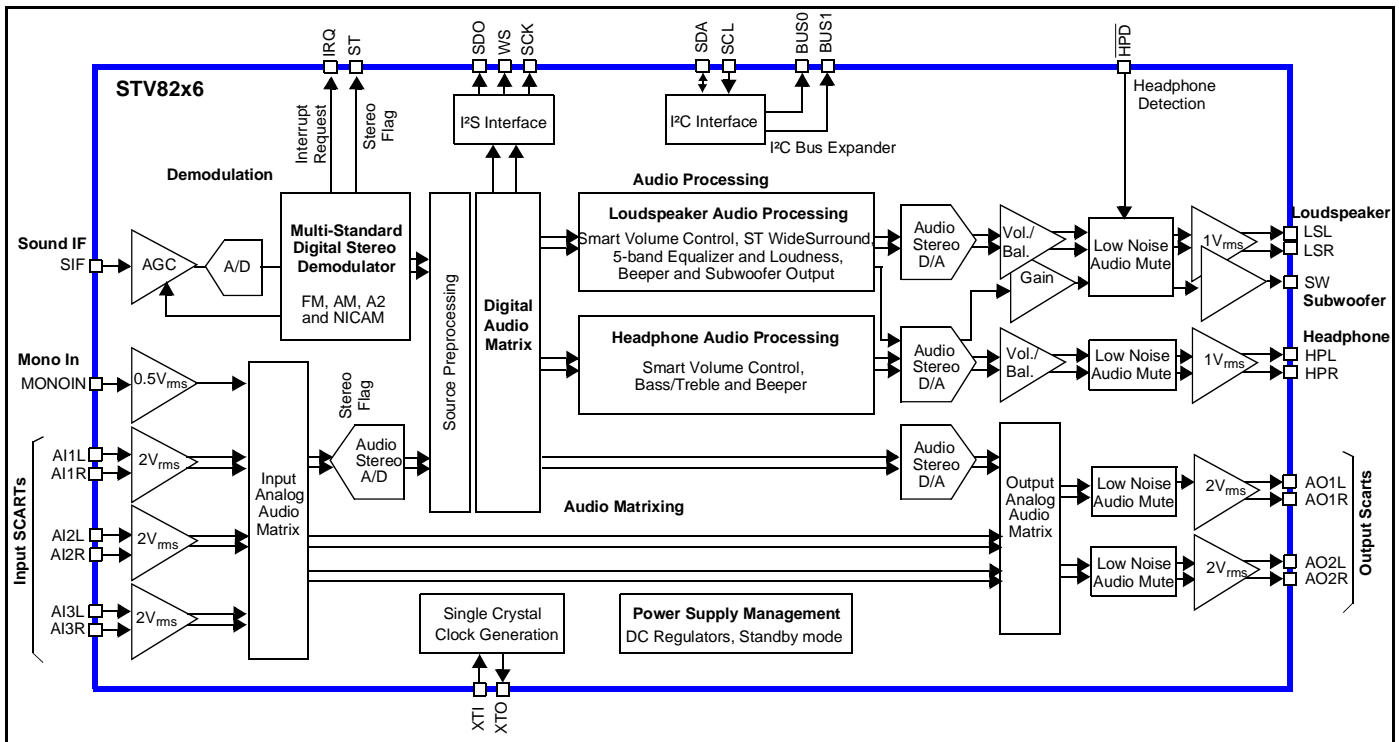 IRQ
ST
SDO
WS
SCK
SDA
SCL
BUS0
BUS1
HPD
STV82x6
Interrupt
Request
Stereo
Flag
I²S Interface
I²C Interface
I²C Bus Expander
Headphone
Detection
Demodulation
Audio Processing
Sound IF
SIF
AGC
A/D
Multi-Standard
Digital Stereo
Demodulator
FM, AM, A2
and NICAM
Source Preprocessing
Digital
Audio
Matrix
Loudspeaker Audio Processing
Smart Volume Control, ST WideSurround,
5-band Equalizer and Loudness,
Beeper and Subwoofer Output
Audio
Stereo
D/A
Vol./
Bal.
Gain
Low Noise
Audio Mute
1Vrms
Loudspeaker
LSL
LSR
SW
Subwoofer
Headphone Audio Processing
Smart Volume Control,
Bass/Treble and Beeper
Audio
Stereo
D/A
Vol./
Bal.
Low Noise
Audio Mute
1Vrms
Headphone
HPL
HPR
Mono In
MONOIN
0.5Vrms
Input SCARTs
AI1L
AI1R
2Vrms
AI2L
AI2R
2Vrms
AI3L
AI3R
2Vrms
Input
Analog
Audio
Matrix
Stereo
Flag
Audio
Stereo
A/D
Audio Matrixing
Audio
Stereo
D/A
Output
Analog
Audio
Matrix
Low Noise
Audio Mute
2Vrms
AO1L
AO1R
Low Noise
Audio Mute
2Vrms
AO2L
AO2R
Output Scarts
Single Crystal
Clock Generation
Power Supply Management
DC Regulators, Standby mode
XTI
XTO